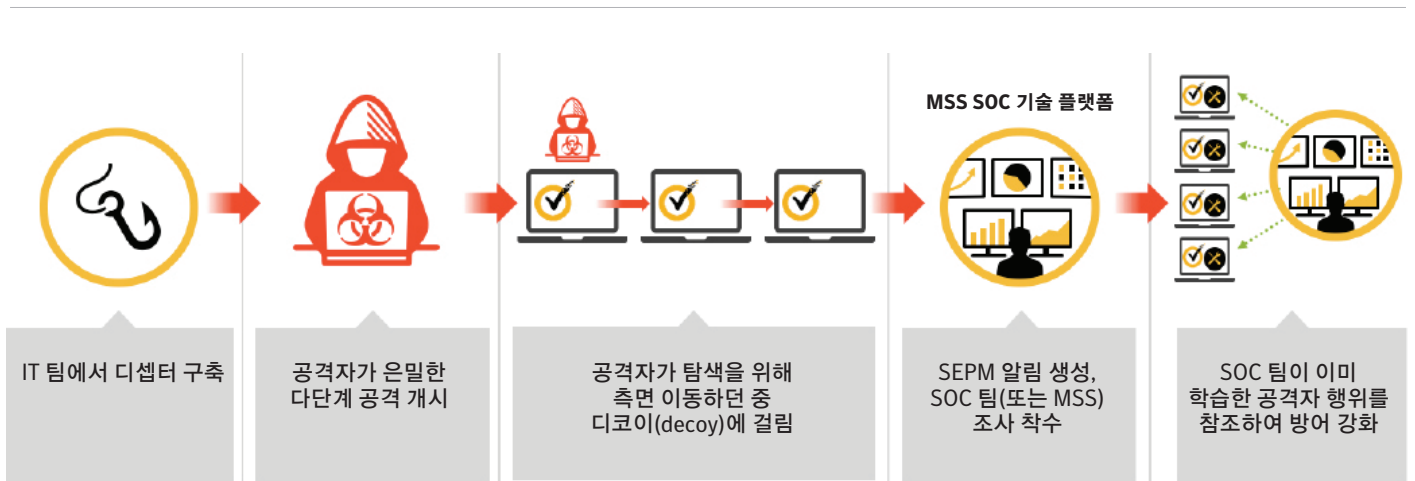 MSS SOC 기술 플랫폼
IT 팀에서 디셉터 구축
공격자가 은밀한
다단계 공격 개시
공격자가 탐색을 위해
측면 이동하던 중
디코이(decoy)에 걸림
SEPM 알림 생성,
SOC 팀(또는 MSS)
조사 착수
SOC 팀이 이미
학습한 공격자 행위를
참조하여 방어 강화